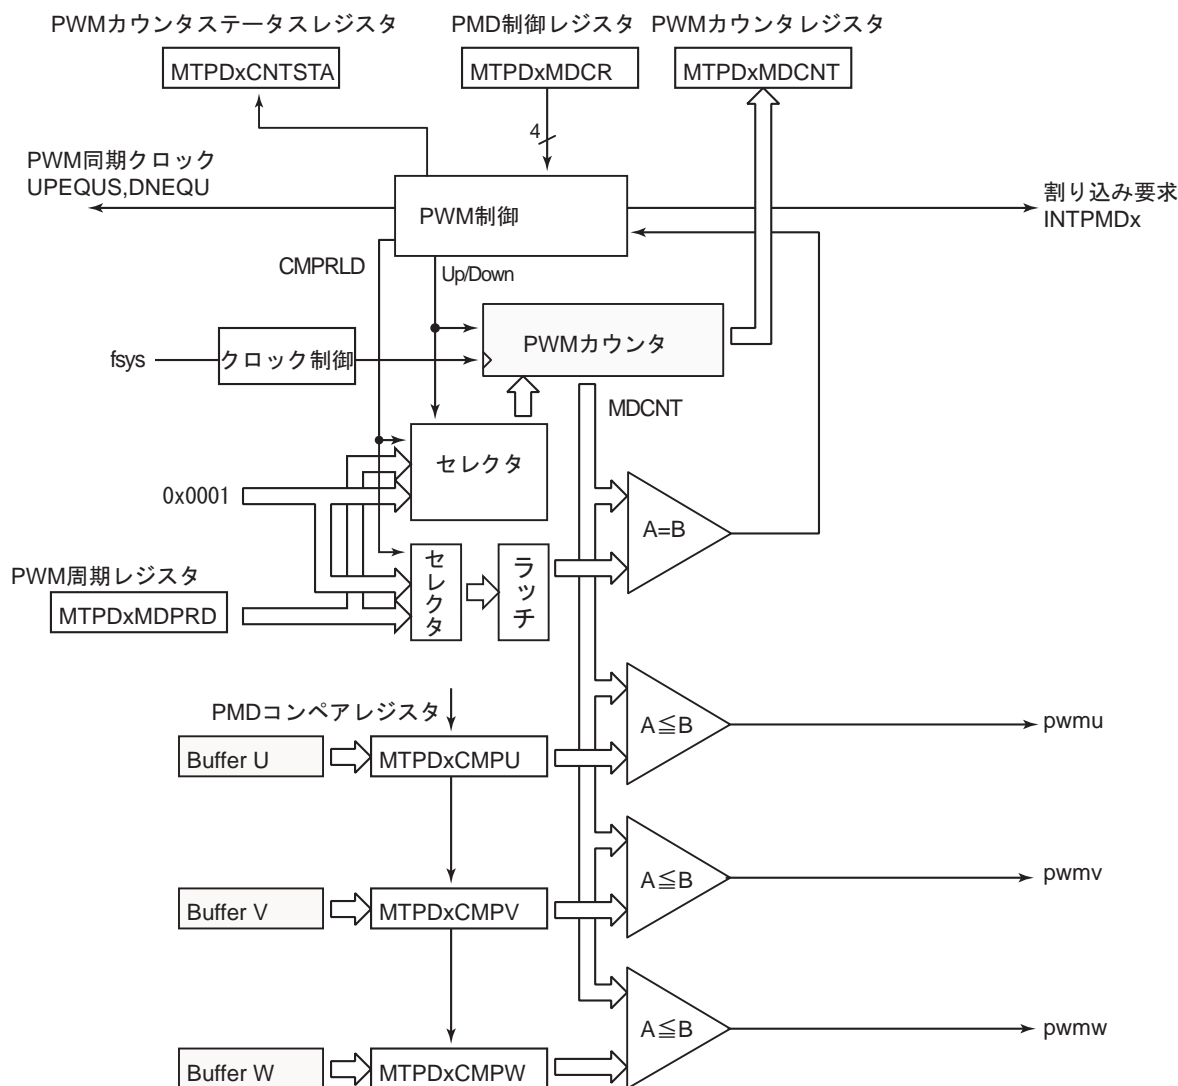 PWMカウンタステータスレジスタ
PMD制御レジスタ
PWMカウンタレジスタ
MTPDxCNTSTA
MTPDxMDCR
MTPDxMDCNT
4
PWM同期クロック
UPEQUS,DNEQU
PWM制御
割り込み要求
INTPMDx
CMPRLD
Up/Down
fsys
クロック制御
PWMカウンタ
MDCNT
セレクタ
0x0001
A=B
セレクタ
ラッチ
PWM周期レジスタ
MTPDxMDPRD
PMDコンペアレジスタ
Buffer U
MTPDxCMPU
A≦B
pwmu
Buffer V
MTPDxCMPV
A≦B
pwmv
Buffer W
MTPDxCMPW
A≦B
pwmw